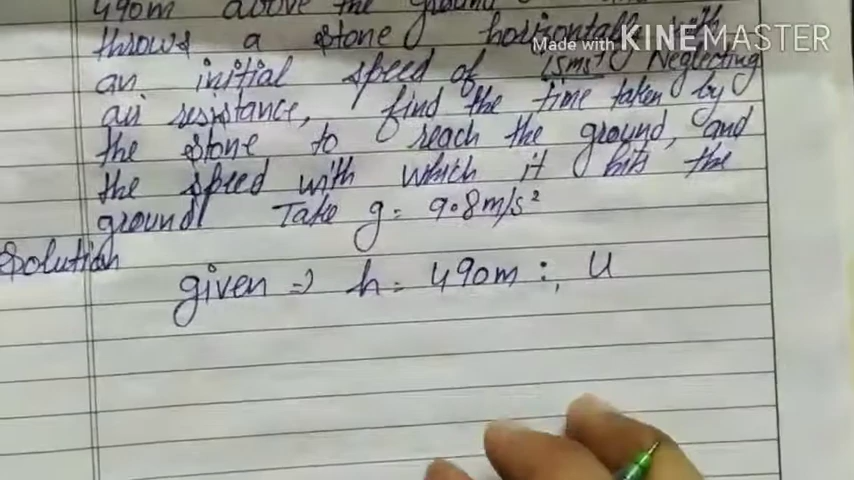 490m above the ground
throws a stone horizontally with
Made with KINEMASTER
an initial speed of 15ms⁻¹ Neglecting
air resistance, find the time taken by
the stone to reach the ground, and
the speed with which it hits the
ground Take g = 9.8m/s²
Solution
given => h = 490m ;, U